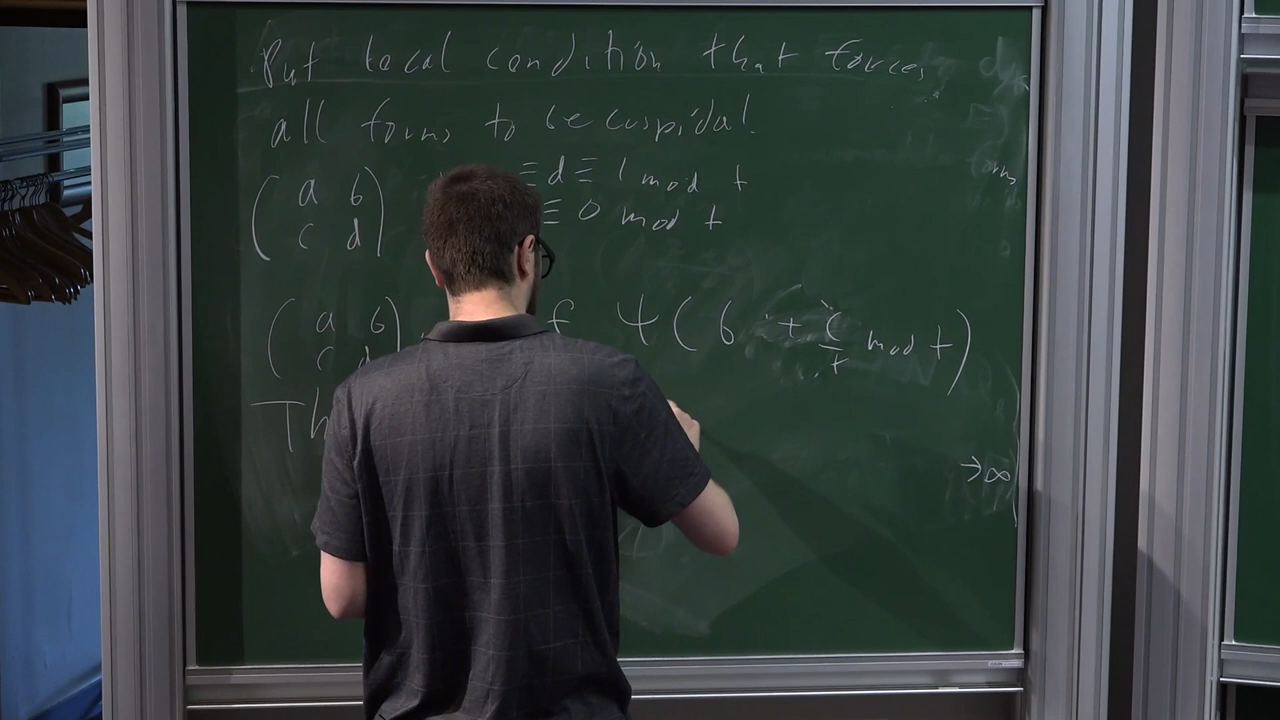 Put local condition that forces
all forms to be cuspidal!
( a b ) ≡ d ≡ 1 mod t
( c d ) ≡ 0 mod t
( a b ) f ψ( b + c/t mod t )
( c d
Th
→ ∞